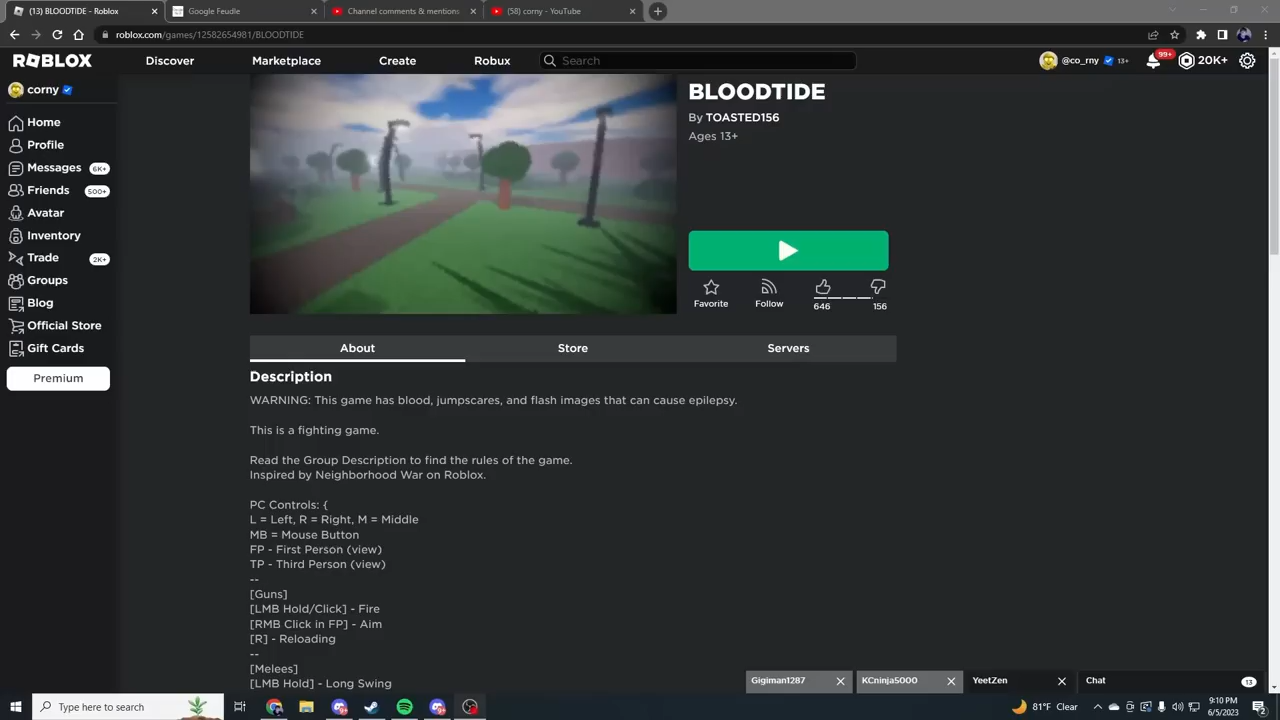 (13) BLOODTIDE - Roblox
Google Feudle
Channel comments & mentions
(58) corny - YouTube
roblox.com/games/12582654981/BLOODTIDE
ROBLOX
Discover
Marketplace
Create
Robux
Search
@co_rny
13+
99+
20K+
corny
Home
Profile
Messages
6K+
Friends
500+
Avatar
Inventory
Trade
2K+
Groups
Blog
Official Store
Gift Cards
Premium
BLOODTIDE
By TOASTED156
Ages 13+
Favorite
Follow
646
156
About
Store
Servers
Description
WARNING: This game has blood, jumpscares, and flash images that can cause epilepsy.
This is a fighting game.
Read the Group Description to find the rules of the game.
Inspired by Neighborhood War on Roblox.
PC Controls: {
L = Left, R = Right, M = Middle
MB = Mouse Button
FP - First Person (view)
TP - Third Person (view)
--
[Guns]
[LMB Hold/Click] - Fire
[RMB Click in FP] - Aim
[R] - Reloading
--
[Melees]
[LMB Hold] - Long Swing
Gigiman1287
KCninja5000
YeetZen
Chat
13
Type here to search
81°F Clear
9:10 PM
6/5/2023
2